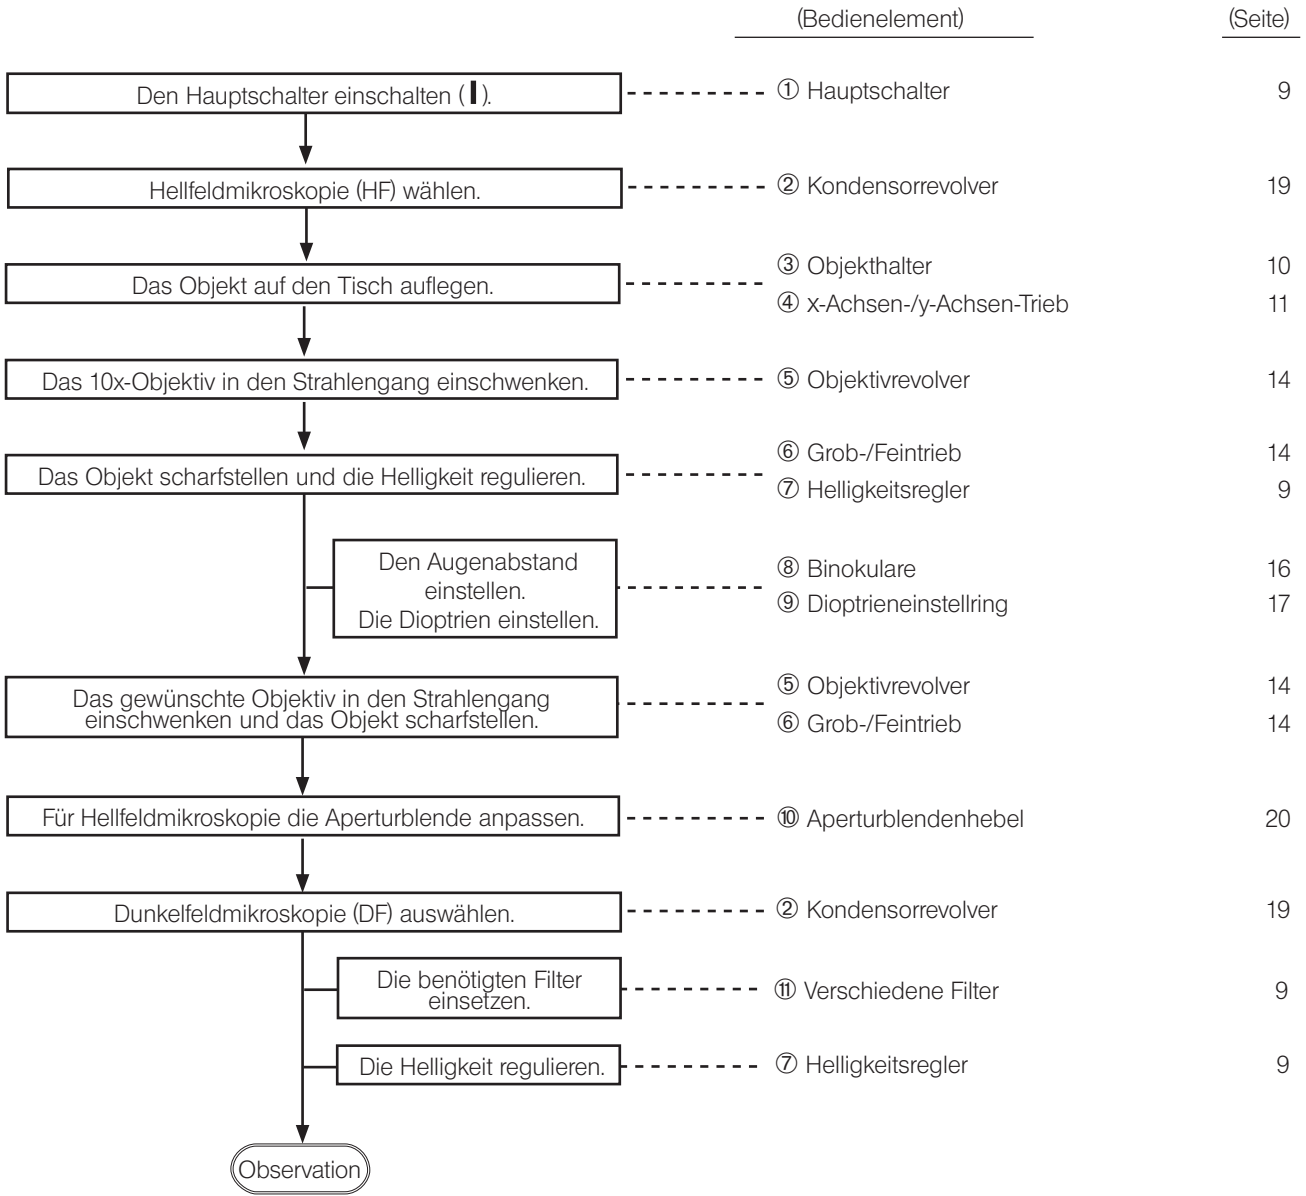 (Bedienelement) (Seite)
Den Hauptschalter einschalten ( I ). ① Hauptschalter 9
Hellfeldmikroskopie (HF) wählen. ② Kondensorrevolver 19
③ Objekthalter 10
Das Objekt auf den Tisch auflegen.
④ x-Achsen-/y-Achsen-Trieb 11
Das 10x-Objektiv in den Strahlengang einschwenken. ⑤ Objektivrevolver 14
⑥ Grob-/Feintrieb 14
Das Objekt scharfstellen und die Helligkeit regulieren.
⑦ Helligkeitsregler 9
Den Augenabstand
einstellen.
Die Dioptrien einstellen.
⑧ Binokulare 16
⑨ Dioptrieneinstellring 17
Das gewünschte Objektiv in den Strahlengang
einschwenken und das Objekt scharfstellen.
⑤ Objektivrevolver 14
⑥ Grob-/Feintrieb 14
Für Hellfeldmikroskopie die Aperturblende anpassen. ⑩ Aperturblendenhebel 20
Dunkelfeldmikroskopie (DF) auswählen. ② Kondensorrevolver 19
Die benötigten Filter
einsetzen.
⑪ Verschiedene Filter 9
Die Helligkeit regulieren. ⑦ Helligkeitsregler 9
Observation